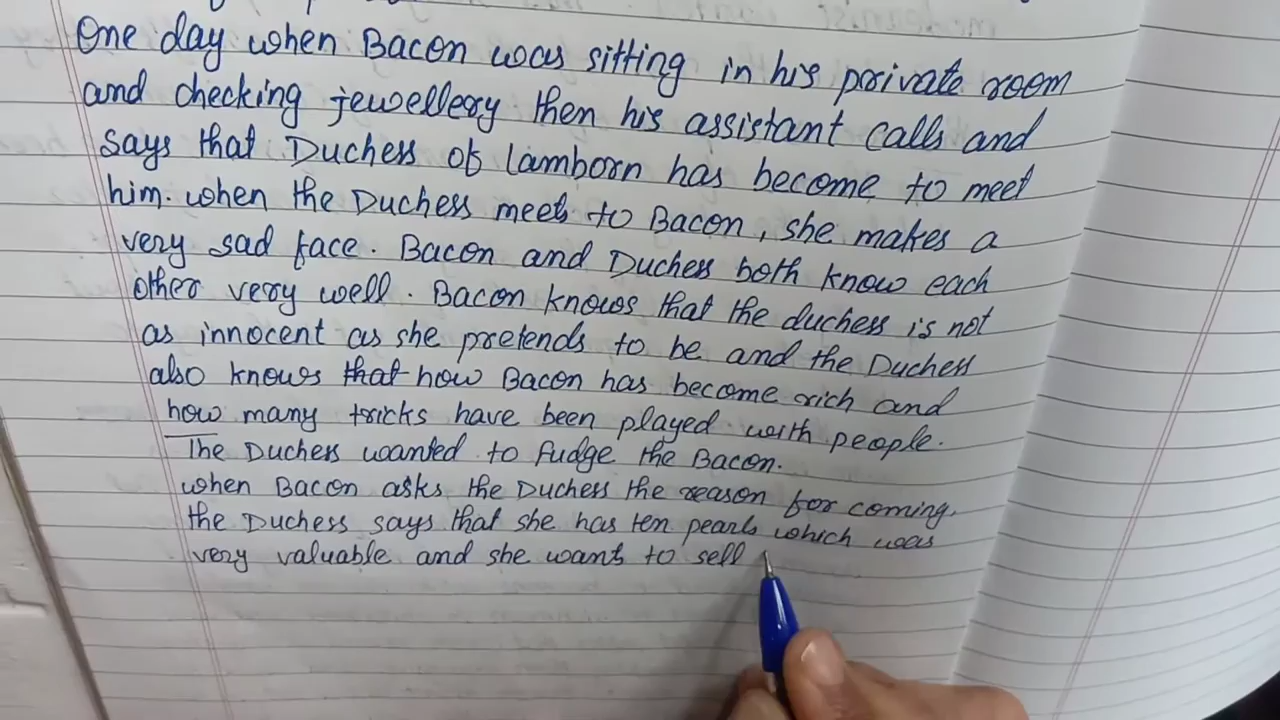 One day when Bacon was sitting in his private room
and checking jewellery then his assistant calls and
says that Duchess of Lamborn has become to meet
him. when the Duchess meets to Bacon, she makes a
very sad face. Bacon and Duchess both know each
other very well. Bacon knows that the duchess is not
as innocent as she pretends to be and the Duchess
also knows that how Bacon has become rich and
how many tricks have been played with people.
The Duchess wanted to fudge the Bacon.
when Bacon asks the Duchess the reason for coming.
the Duchess says that she has ten pearls which was
very valuable and she want to sell